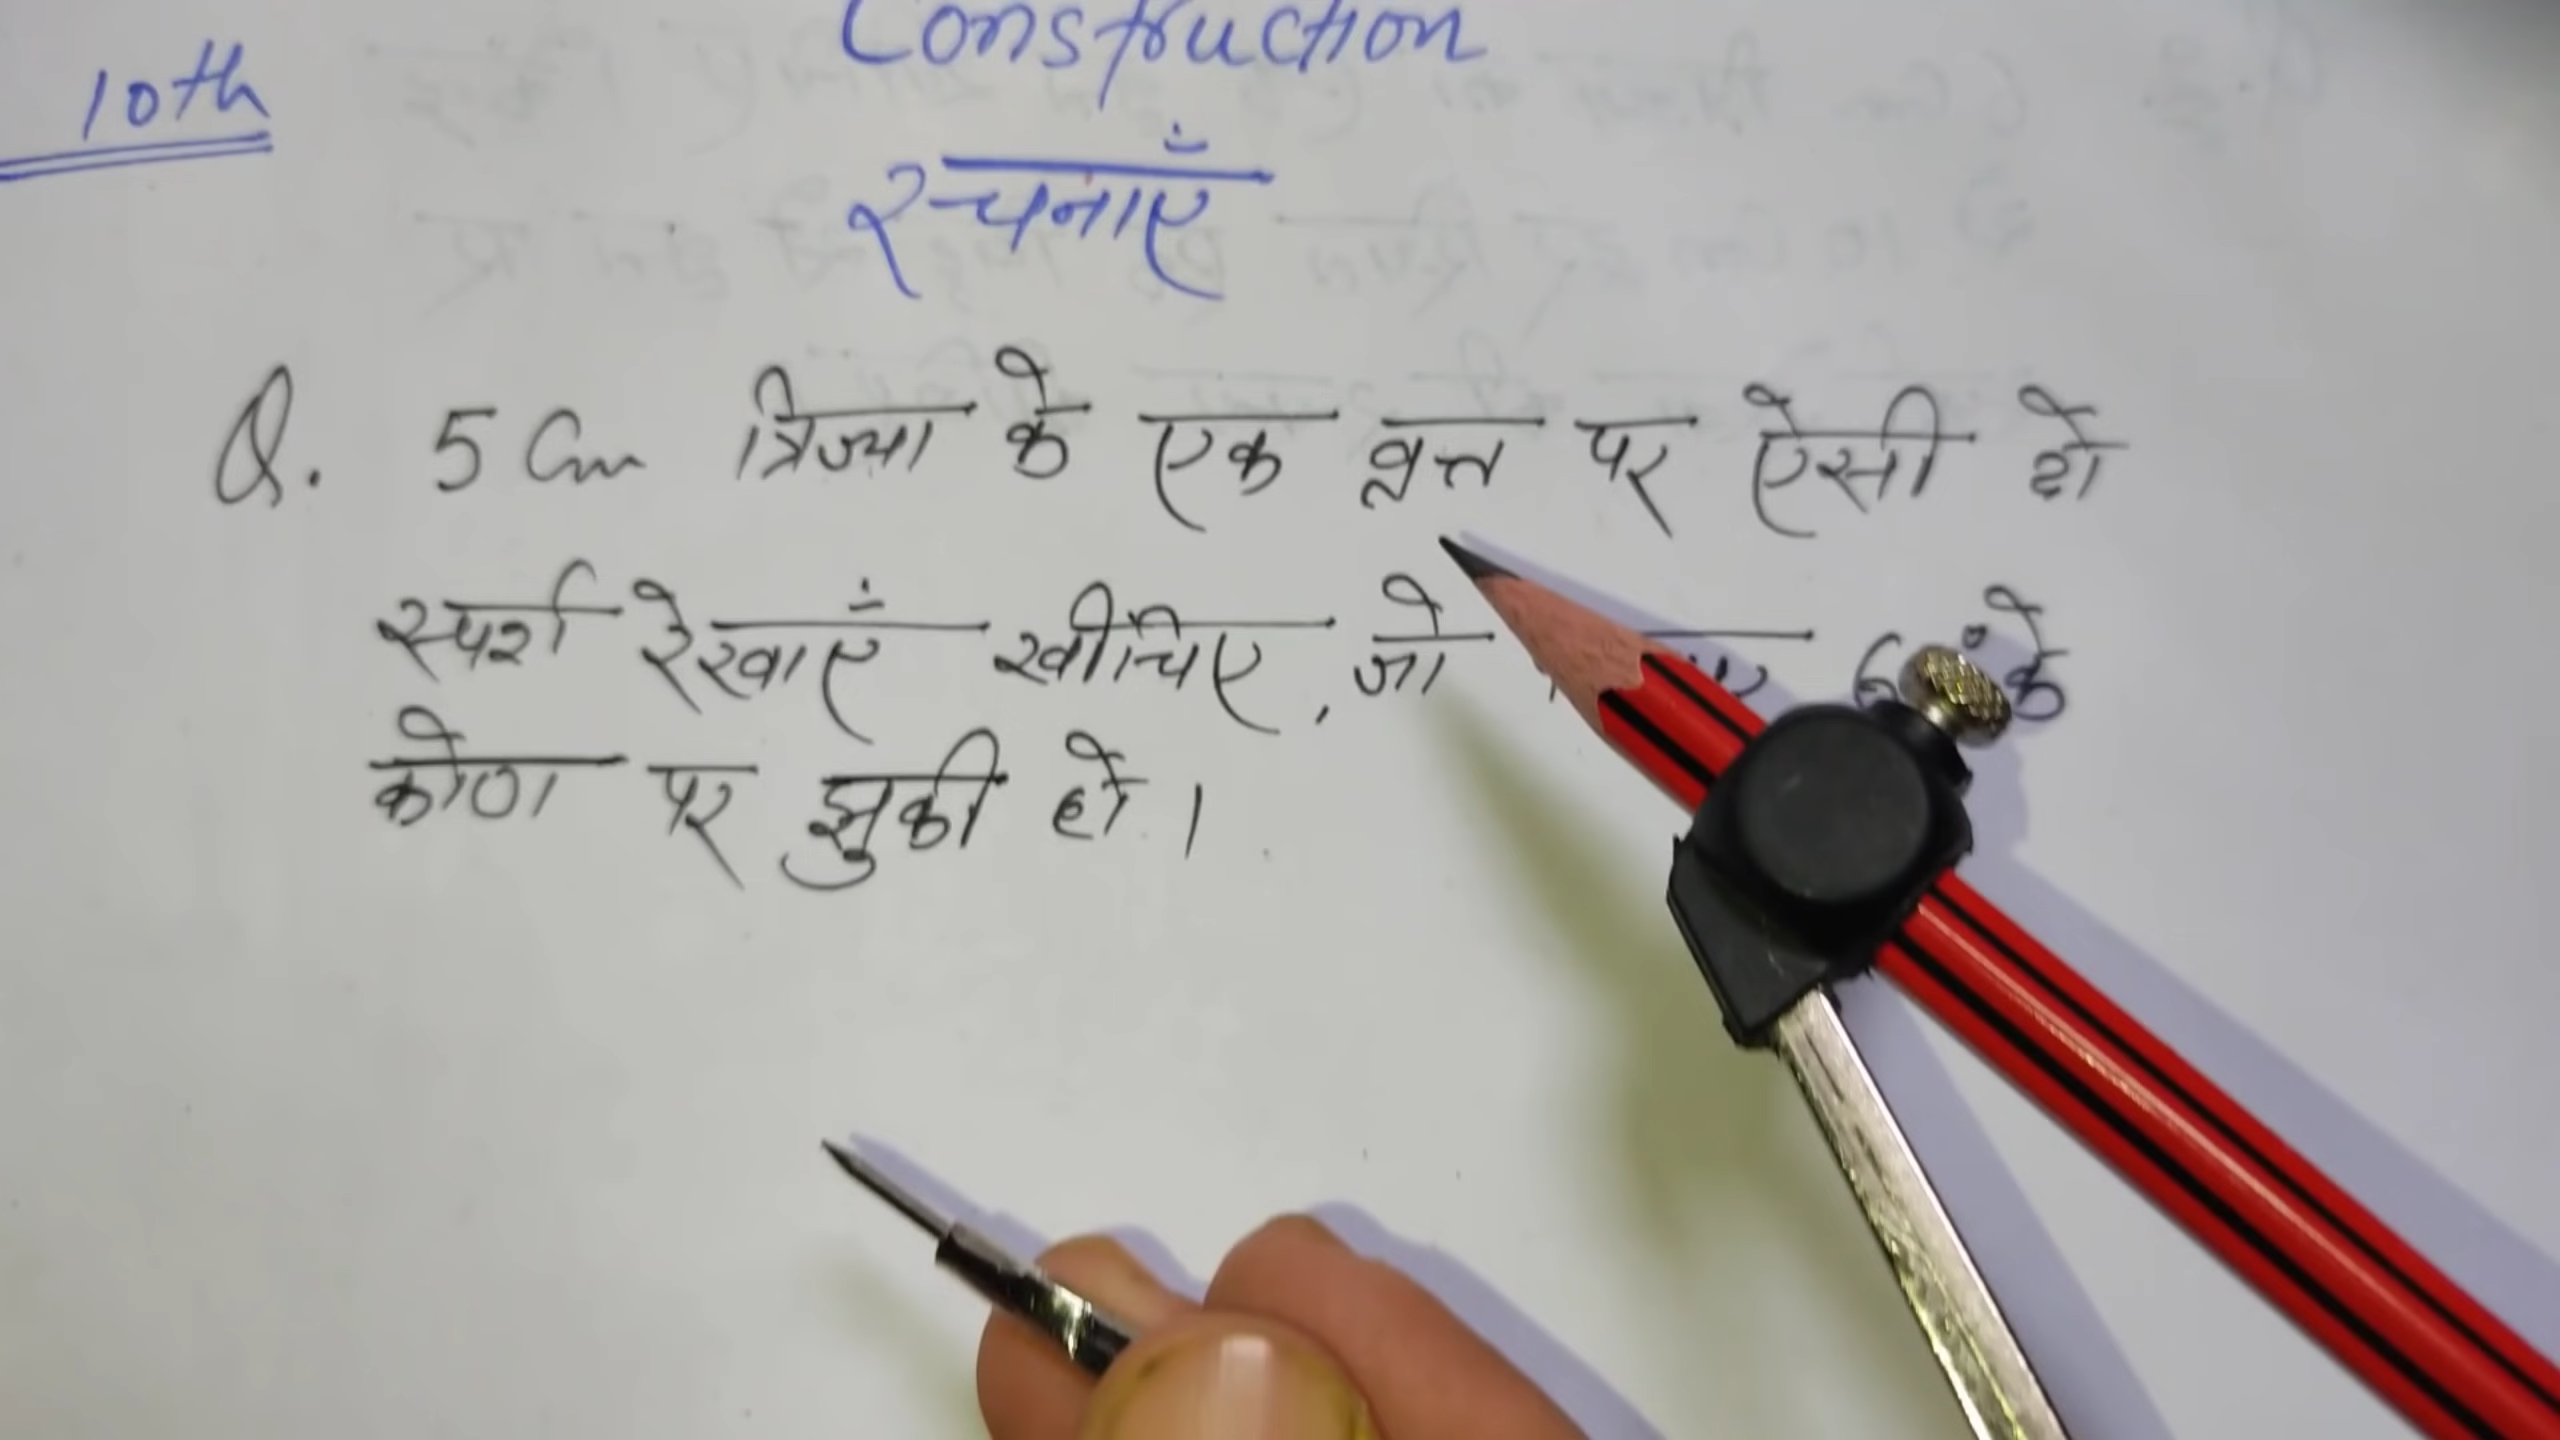 Construction
10th
रचनाएँ
Q. 5 Cm त्रिज्या के एक वृत्त पर ऐसी दो
स्पर्श रेखाएँ खींचिए, जो के
कोण पर झुकी हो।